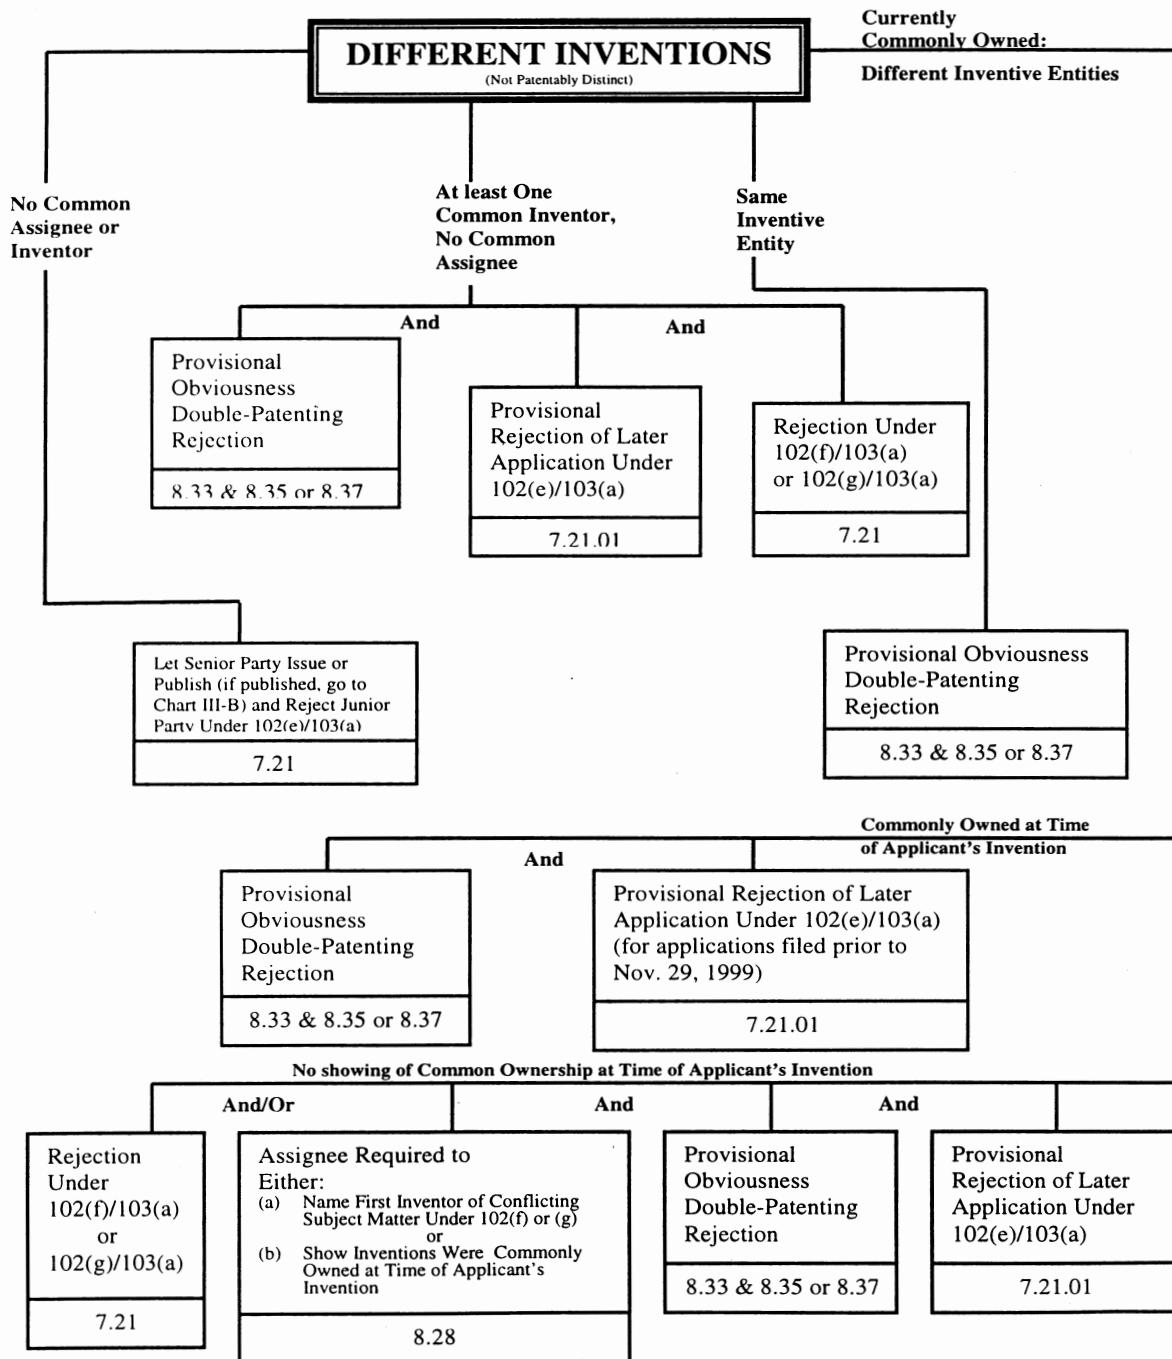 Currently
Commonly Owned:
Different Inventive Entities
DIFFERENT INVENTIONS
(Not Patentably Distinct)
No Common
Assignee or
Inventor
At least One
Common Inventor,
No Common
Assignee
Same
Inventive
Entity
And
And
Provisional
Obviousness
Double-Patenting
Rejection
8.33 & 8.35 or 8.37
Provisional
Rejection of Later
Application Under
102(e)/103(a)
7.21.01
Rejection Under
102(f)/103(a)
or 102(g)/103(a)
7.21
Let Senior Party Issue or
Publish (if published, go to
Chart III-B) and Reject Junior
Party Under 102(e)/103(a)
7.21
Provisional Obviousness
Double-Patenting
Rejection
8.33 & 8.35 or 8.37
Commonly Owned at Time
of Applicant's Invention
And
Provisional
Obviousness
Double-Patenting
Rejection
8.33 & 8.35 or 8.37
Provisional Rejection of Later
Application Under 102(e)/103(a)
(for applications filed prior to
Nov. 29, 1999)
7.21.01
No showing of Common Ownership at Time of Applicant's Invention
And/Or
And
And
Rejection
Under
102(f)/103(a)
or
102(g)/103(a)
7.21
Assignee Required to
Either:
(a) Name First Inventor of Conflicting
Subject Matter Under 102(f) or (g)
or
(b) Show Inventions Were Commonly
Owned at Time of Applicant's
Invention
8.28
Provisional
Obviousness
Double-Patenting
Rejection
8.33 & 8.35 or 8.37
Provisional
Rejection of Later
Application Under
102(e)/103(a)
7.21.01